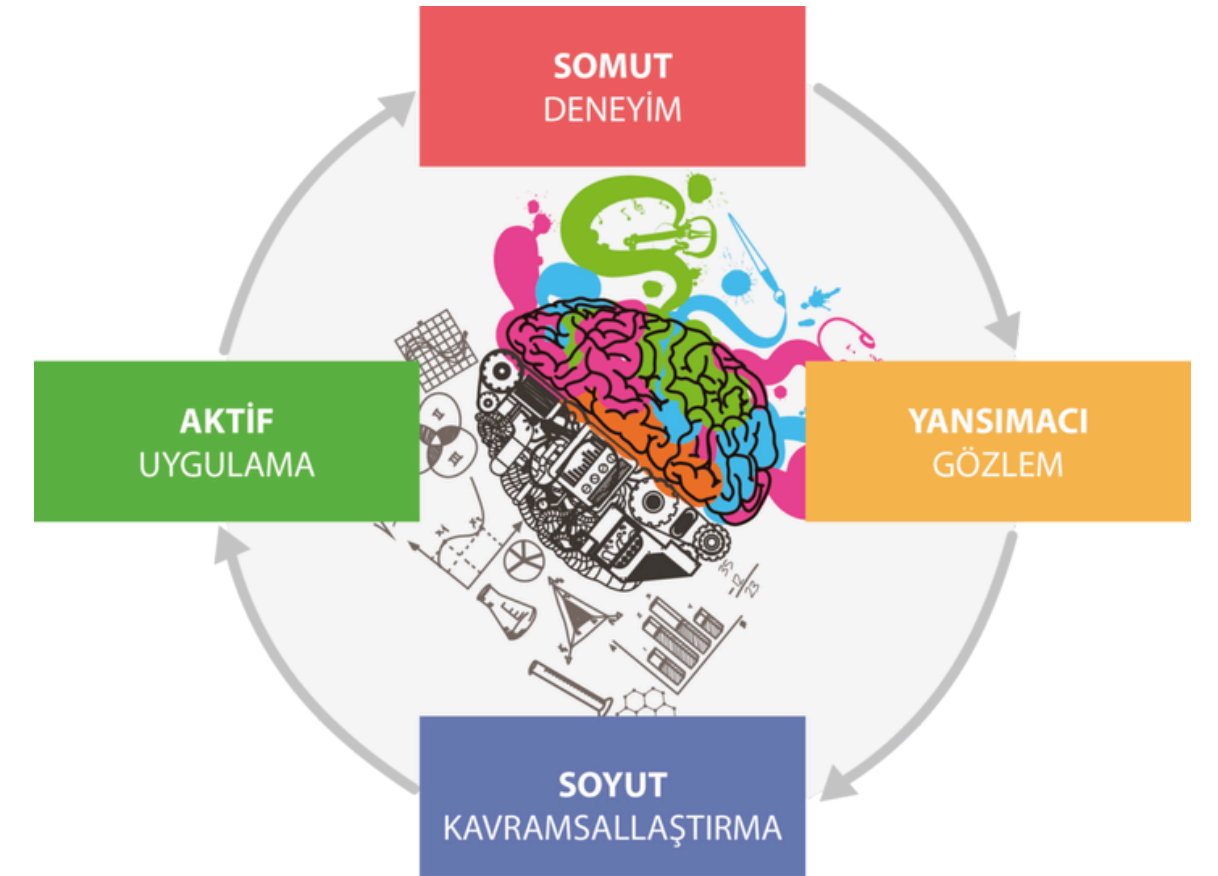 SOMUT
DENEYİM
AKTİF
UYGULAMA
YANSIMACI
GÖZLEM
SOYUT
KAVRAMSALLAŞTIRMA